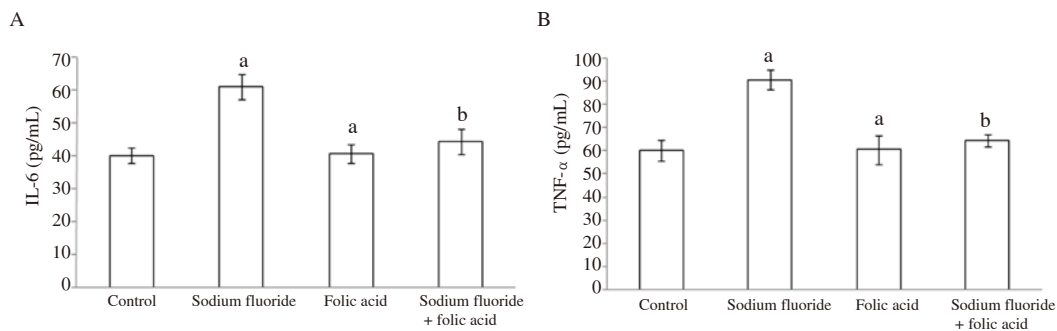 A
IL-6 (pg/mL)
70
60
50
40
30
20
10
0
a
a
b
Control
Sodium fluoride
Folic acid
Sodium fluoride
+ folic acid
B
TNF-α (pg/mL)
100
90
80
70
60
50
40
30
20
10
0
a
a
b
Control
Sodium fluoride
Folic acid
Sodium fluoride
+ folic acid